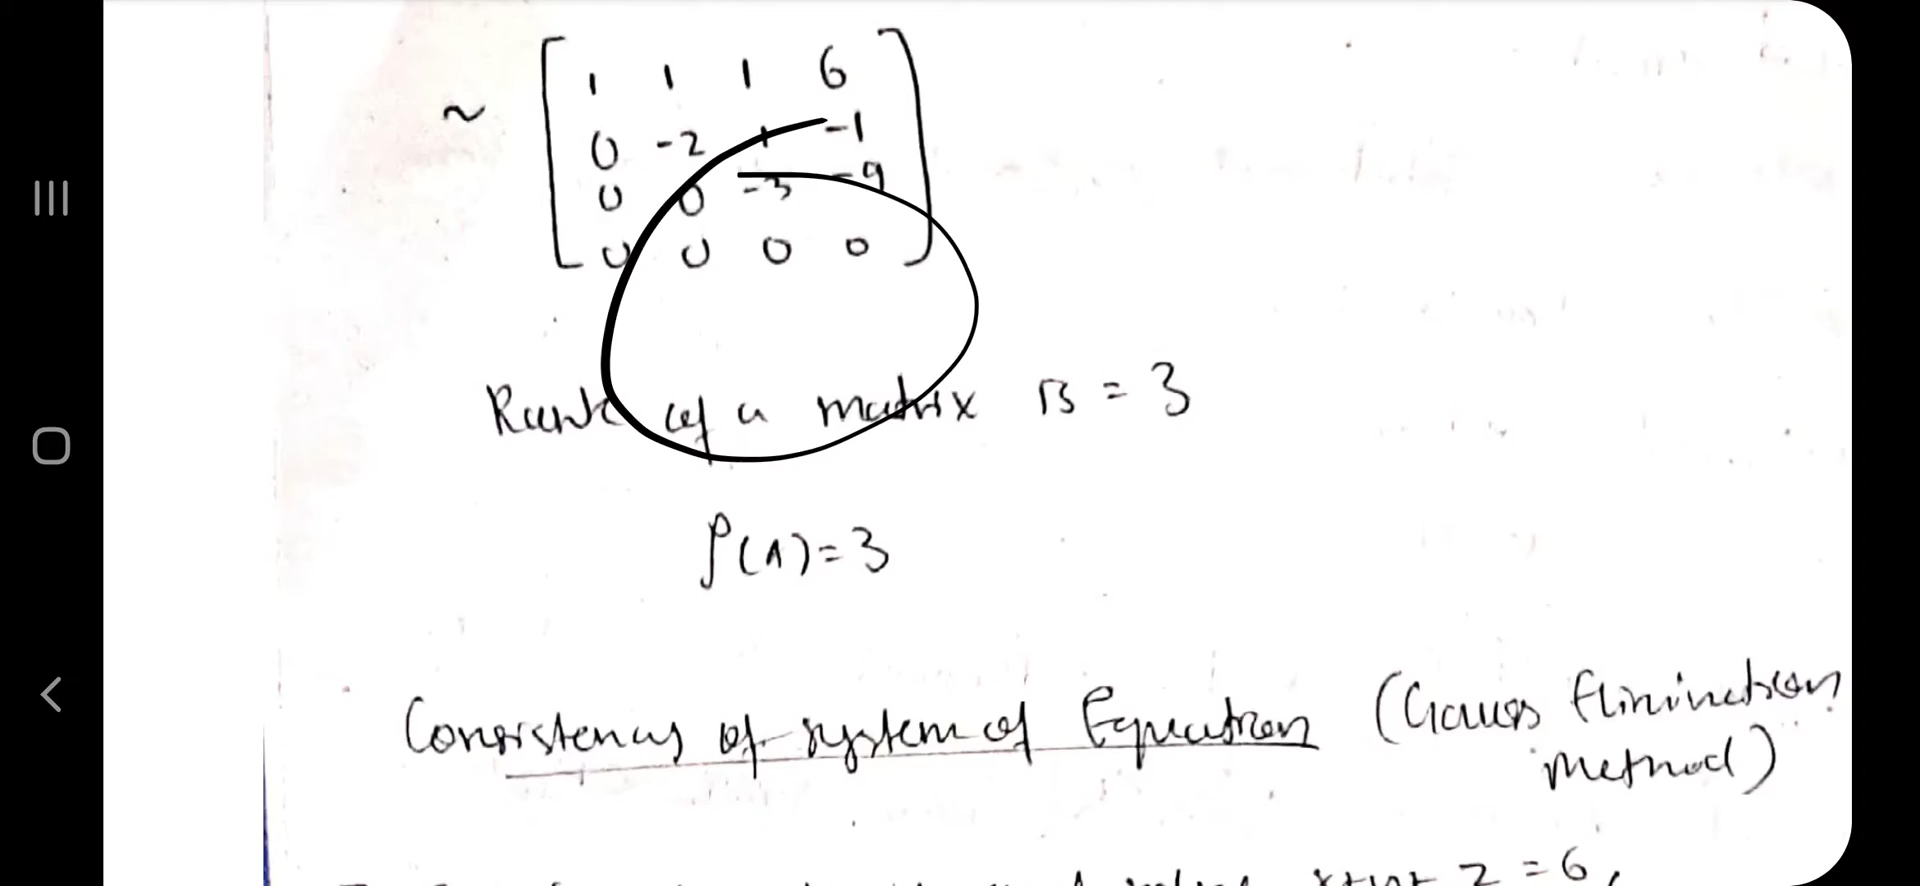 ~ [ 1 1 1 6
0 -2 1 -1
0 0 -3 -9
0 0 0 0 ]
Rank of a matrix B = 3
ρ(A)=3
Consistency of system of Equation (Gauss Elimination
Method)
z = 6,